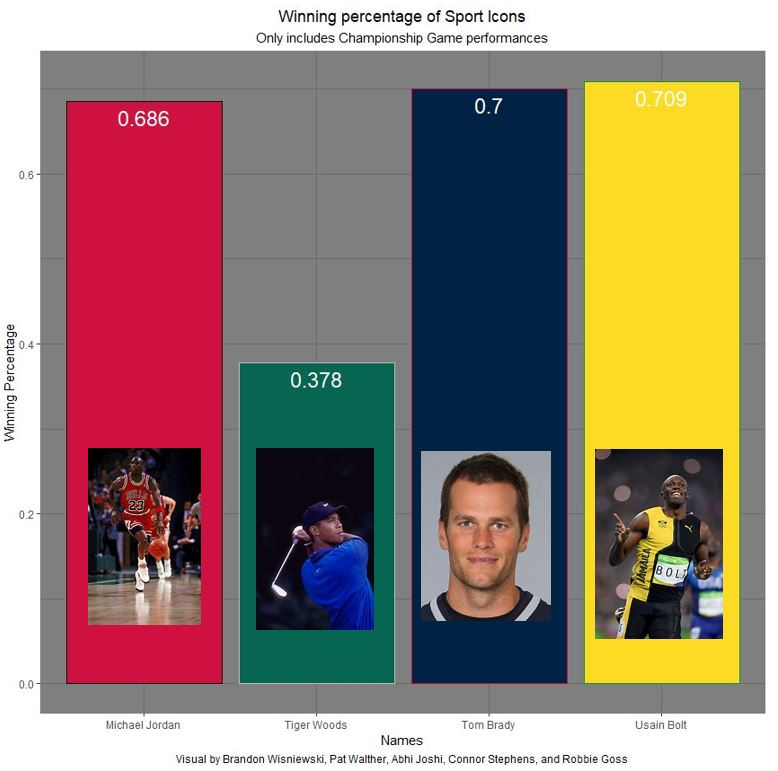 Winning percentage of Sport Icons
Only includes Championship Game performances
Winning Percentage
0.6
0.4
0.2
0.0
0.686
0.378
0.7
0.709
BULLS
23
JAMAICA
BOLT
Michael Jordan
Tiger Woods
Tom Brady
Usain Bolt
Names
Visual by Brandon Wisniewski, Pat Walther, Abhi Joshi, Connor Stephens, and Robbie Goss